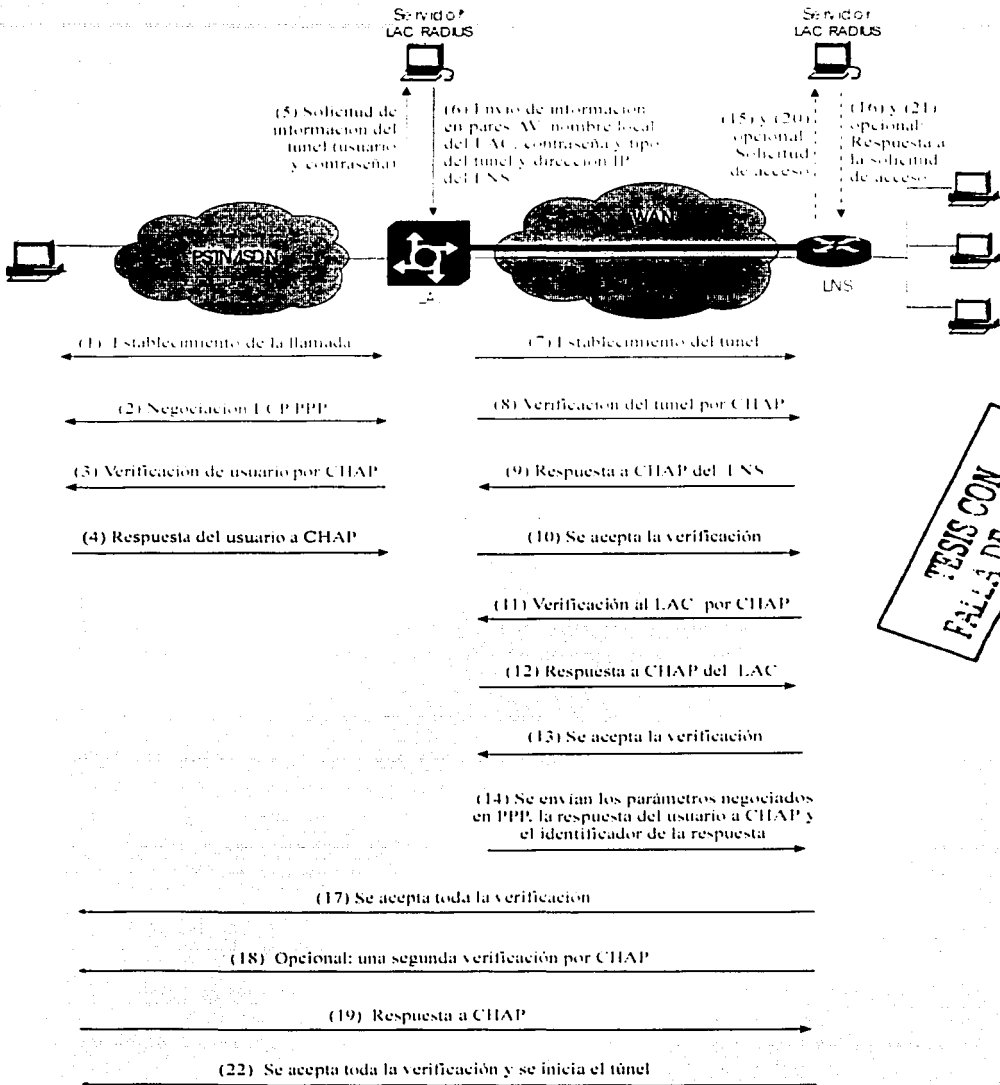 Servidor
LAC RADIUS
Servidor
LAC RADIUS
(5) Solicitud de
información del
tunel (usuario
y contraseña)
(6) Envío de información
en pares AV nombre local
del LAC, contraseña y tipo
del tunel y dirección IP
del LNS
(15) y (20)
opcional:
Solicitud
de acceso
(16) y (21)
opcional:
Respuesta a
la solicitud
de acceso
PSTN/ISDN
WAN
LNS
(1) Establecimiento de la llamada
(7) Establecimiento del tunel
(2) Negociación LCP PPP
(8) Verificación del tunel por CHAP
(3) Verificación de usuario por CHAP
(9) Respuesta a CHAP del LNS
(4) Respuesta del usuario a CHAP
(10) Se acepta la verificación
(11) Verificación al LAC por CHAP
(12) Respuesta a CHAP del LAC
(13) Se acepta la verificación
(14) Se envían los parámetros negociados
en PPP, la respuesta del usuario a CHAP y
el identificador de la respuesta
(17) Se acepta toda la verificación
(18) Opcional: una segunda verificación por CHAP
(19) Respuesta a CHAP
(22) Se acepta toda la verificación y se inicia el túnel
TESIS CON
FALLA DE